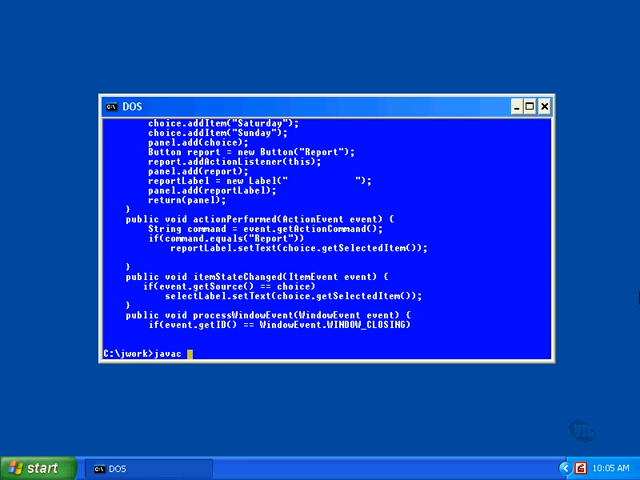 DOS
choice.addItem("Saturday");
choice.addItem("Sunday");
panel.add(choice);
Button report = new Button("Report");
report.addActionListener(this);
panel.add(report);
reportLabel = new Label("            ");
panel.add(reportLabel);
return(panel);
}
public void actionPerformed(ActionEvent event) {
String command = event.getActionCommand();
if(command.equals("Report"))
reportLabel.setText(choice.getSelectedItem());
}
public void itemStateChanged(ItemEvent event) {
if(event.getSource() == choice)
selectLabel.setText(choice.getSelectedItem());
}
public void processWindowEvent(WindowEvent event) {
if(event.getID() == WindowEvent.WINDOW_CLOSING)
C:\jwork>javac
start
DOS
10:05 AM